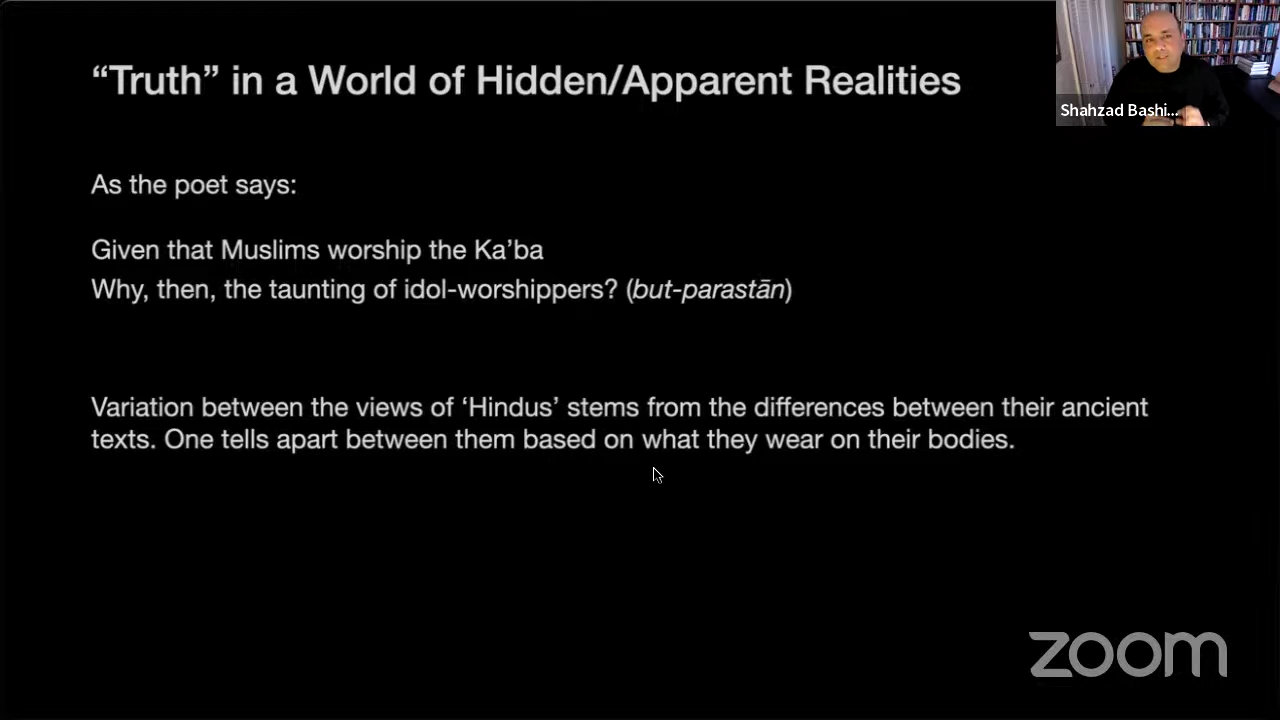 “Truth” in a World of Hidden/Apparent Realities
Shahzad Bashi...
As the poet says:
Given that Muslims worship the Ka’ba
Why, then, the taunting of idol-worshippers? (but-parastān)
Variation between the views of ‘Hindus’ stems from the differences between their ancient
texts. One tells apart between them based on what they wear on their bodies.
zoom